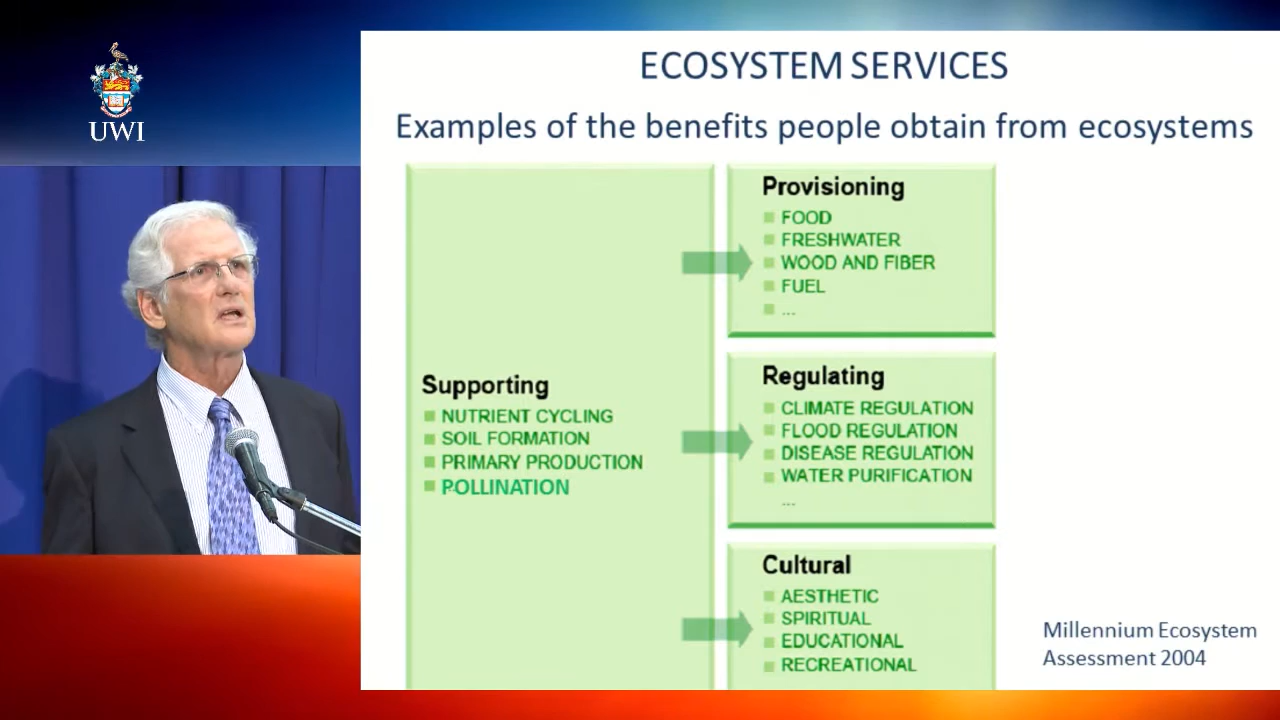 UWI
ECOSYSTEM SERVICES
Examples of the benefits people obtain from ecosystems
Supporting
NUTRIENT CYCLING
SOIL FORMATION
PRIMARY PRODUCTION
POLLINATION
Provisioning
FOOD
FRESHWATER
WOOD AND FIBER
FUEL
...
Regulating
CLIMATE REGULATION
FLOOD REGULATION
DISEASE REGULATION
WATER PURIFICATION
...
Cultural
AESTHETIC
SPIRITUAL
EDUCATIONAL
RECREATIONAL
Millennium Ecosystem
Assessment 2004